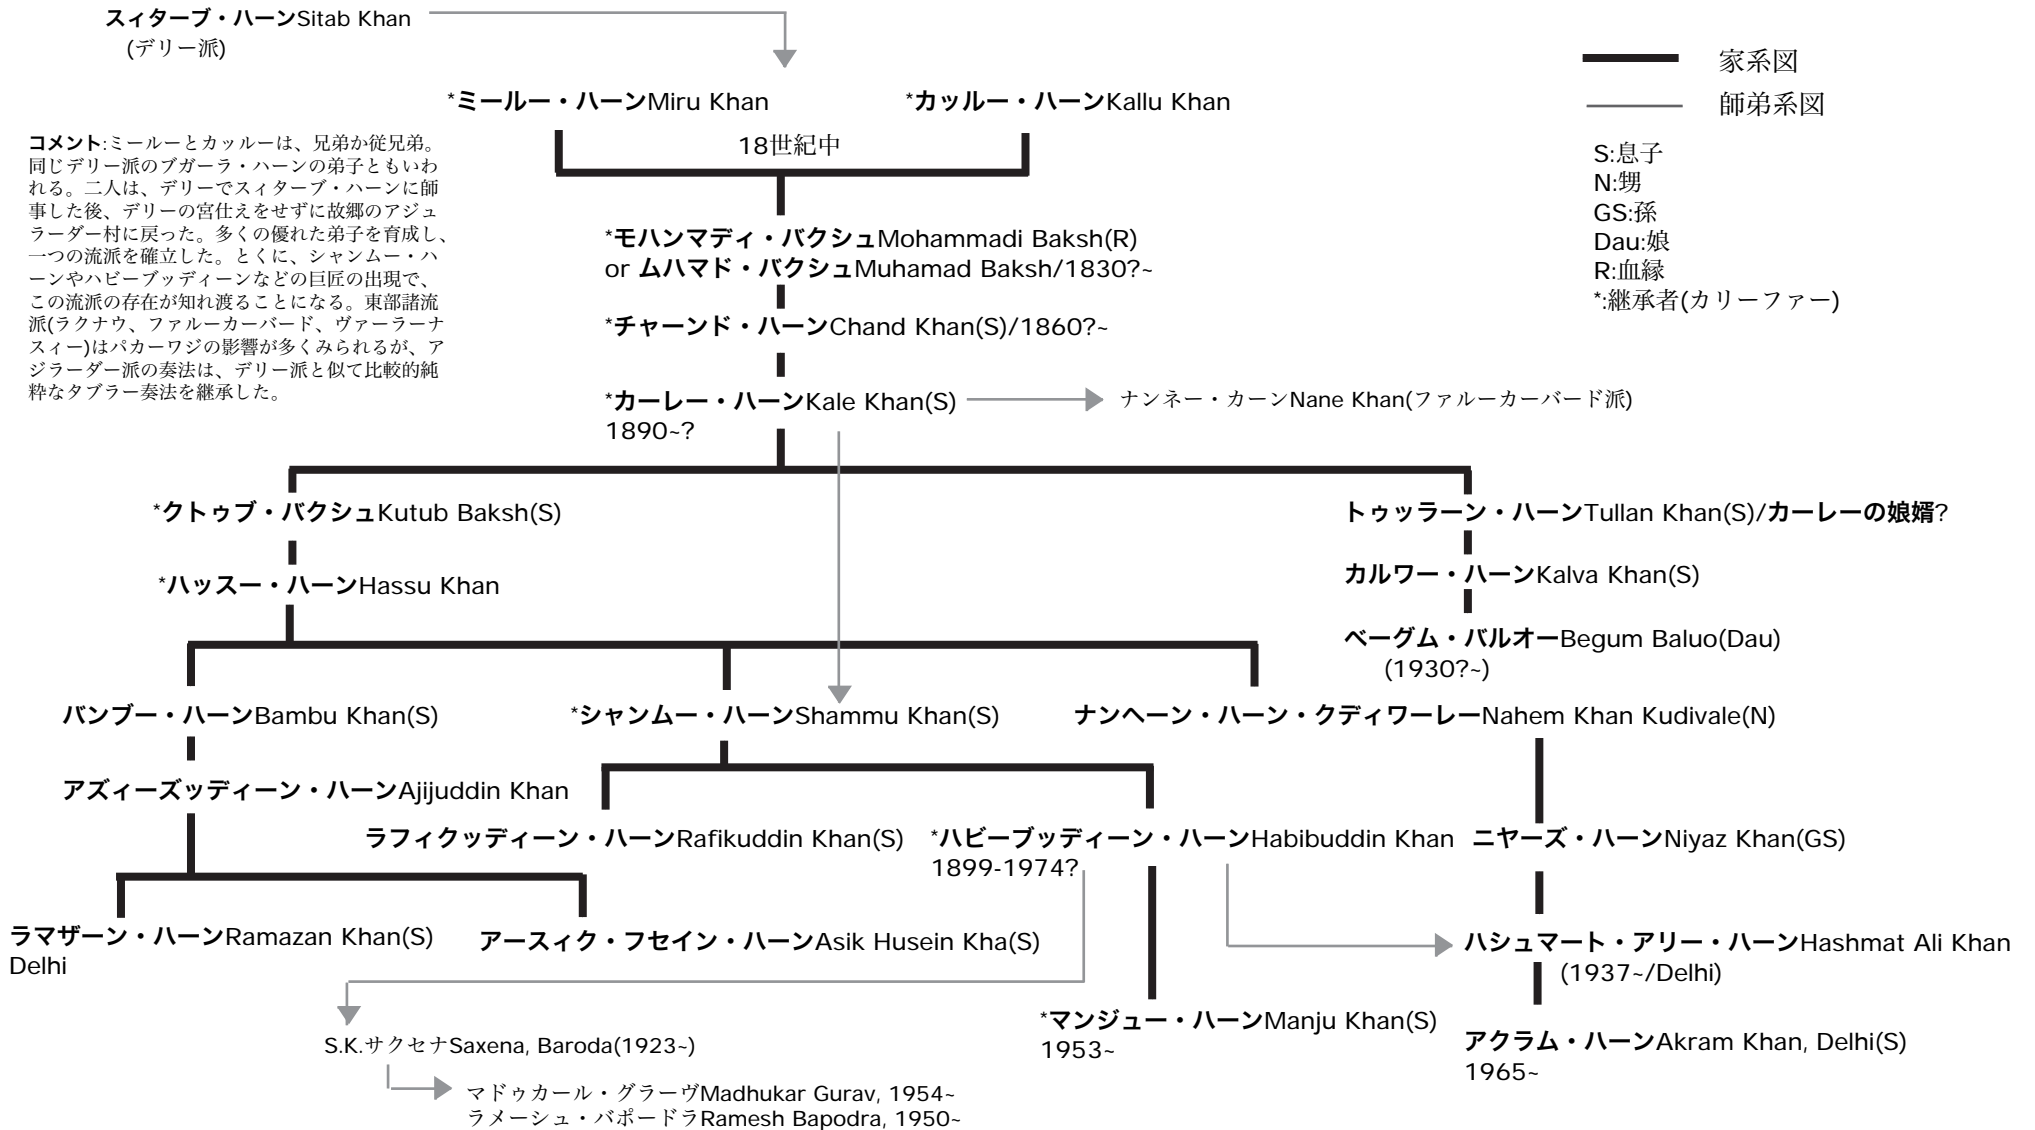 スィターブ・ハーンSitab Khan
(デリー派)
*ミールー・ハーンMiru Khan
*カッルー・ハーンKallu Khan
18世紀中
家系図
師弟系図
S:息子
N:甥
GS:孫
Dau:娘
R:血縁
*:継承者(カリーファー)
コメント:ミールーとカッルーは、兄弟か従兄弟。
同じデリー派のブガーラ・ハーンの弟子ともいわ
れる。二人は、デリーでスィターブ・ハーンに師
事した後、デリーの宮仕えをせずに故郷のアジュ
ラーダー村に戻った。多くの優れた弟子を育成し、
一つの流派を確立した。とくに、シャンムー・ハ
ーンやハビーブッディーンなどの巨匠の出現で、
この流派の存在が知れ渡ることになる。東部諸流
派(ラクナウ、ファルーカーバード、ヴァーラーナ
スィー)はパカーワジの影響が多くみられるが、ア
ジラーダー派の奏法は、デリー派と似て比較的純
粋なタブラー奏法を継承した。
*モハンマディ・バクシュMohammadi Baksh(R)
or ムハマド・バクシュMuhamad Baksh/1830?~
*チャーンド・ハーンChand Khan(S)/1860?~
*カーレー・ハーンKale Khan(S)
1890~?
ナンネー・カーンNane Khan(ファルーカーバード派)
*クトゥブ・バクシュKutub Baksh(S)
トゥッラーン・ハーンTullan Khan(S)/カーレーの娘婿?
*ハッスー・ハーンHassu Khan
カルワー・ハーンKalva Khan(S)
ベーグム・バルオーBegum Baluo(Dau)
(1930?~)
バンブー・ハーンBambu Khan(S)
*シャンムー・ハーンShammu Khan(S)
ナンヘーン・ハーン・クディワーレーNahem Khan Kudivale(N)
アズィーズッディーン・ハーンAjijuddin Khan
ラフィクッディーン・ハーンRafikuddin Khan(S)
*ハビーブッディーン・ハーンHabibuddin Khan
1899-1974?
ニヤーズ・ハーンNiyaz Khan(GS)
ラマザーン・ハーンRamazan Khan(S)
Delhi
アースィク・フセイン・ハーンAsik Husein Kha(S)
ハシュマート・アリー・ハーンHashmat Ali Khan
(1937~/Delhi)
*マンジュー・ハーンManju Khan(S)
1953~
アクラム・ハーンAkram Khan, Delhi(S)
1965~
S.K.サクセナSaxena, Baroda(1923~)
マドゥカール・グラーヴMadhukar Gurav, 1954~
ラメーシュ・バポードラRamesh Bapodra, 1950~